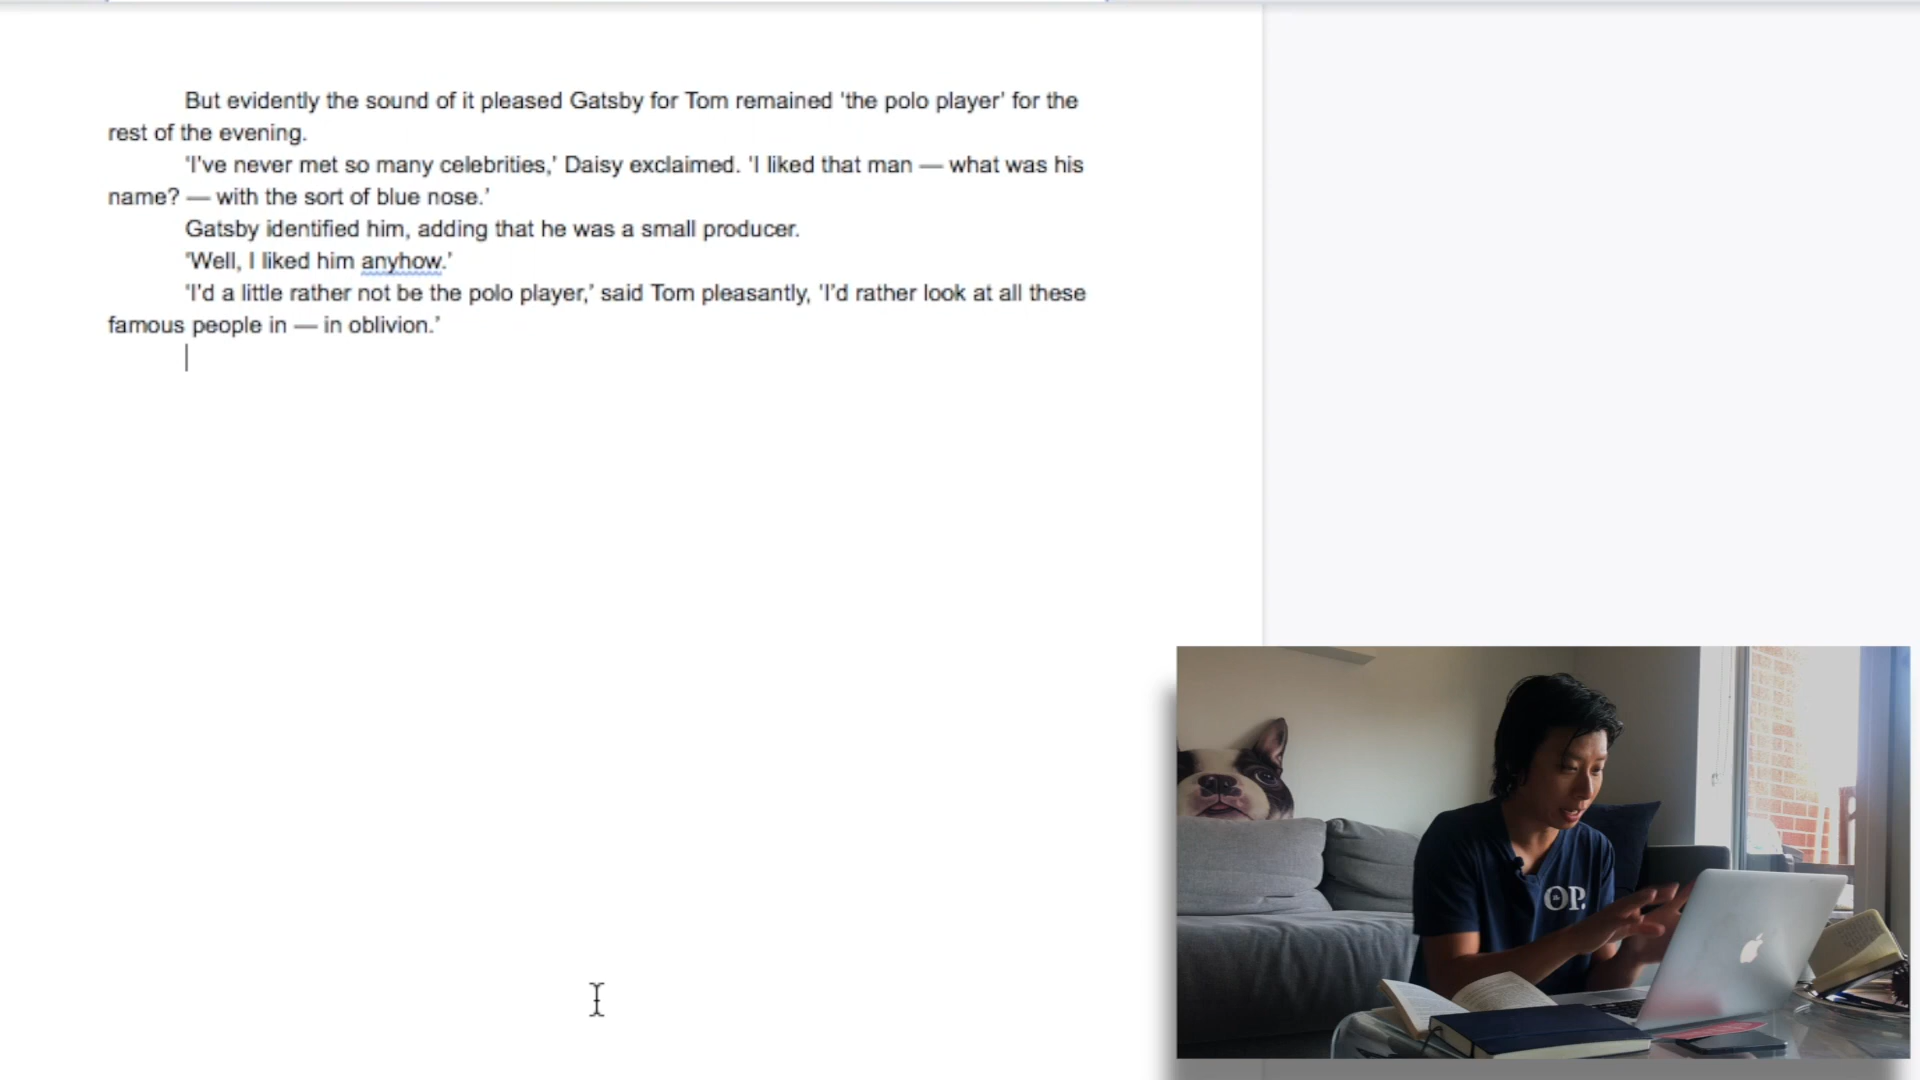 But evidently the sound of it pleased Gatsby for Tom remained 'the polo player' for the
rest of the evening.
'I've never met so many celebrities,' Daisy exclaimed. 'I liked that man — what was his
name? — with the sort of blue nose.'
Gatsby identified him, adding that he was a small producer.
'Well, I liked him anyhow.'
'I'd a little rather not be the polo player,' said Tom pleasantly, 'I'd rather look at all these
famous people in — in oblivion.'
OP.